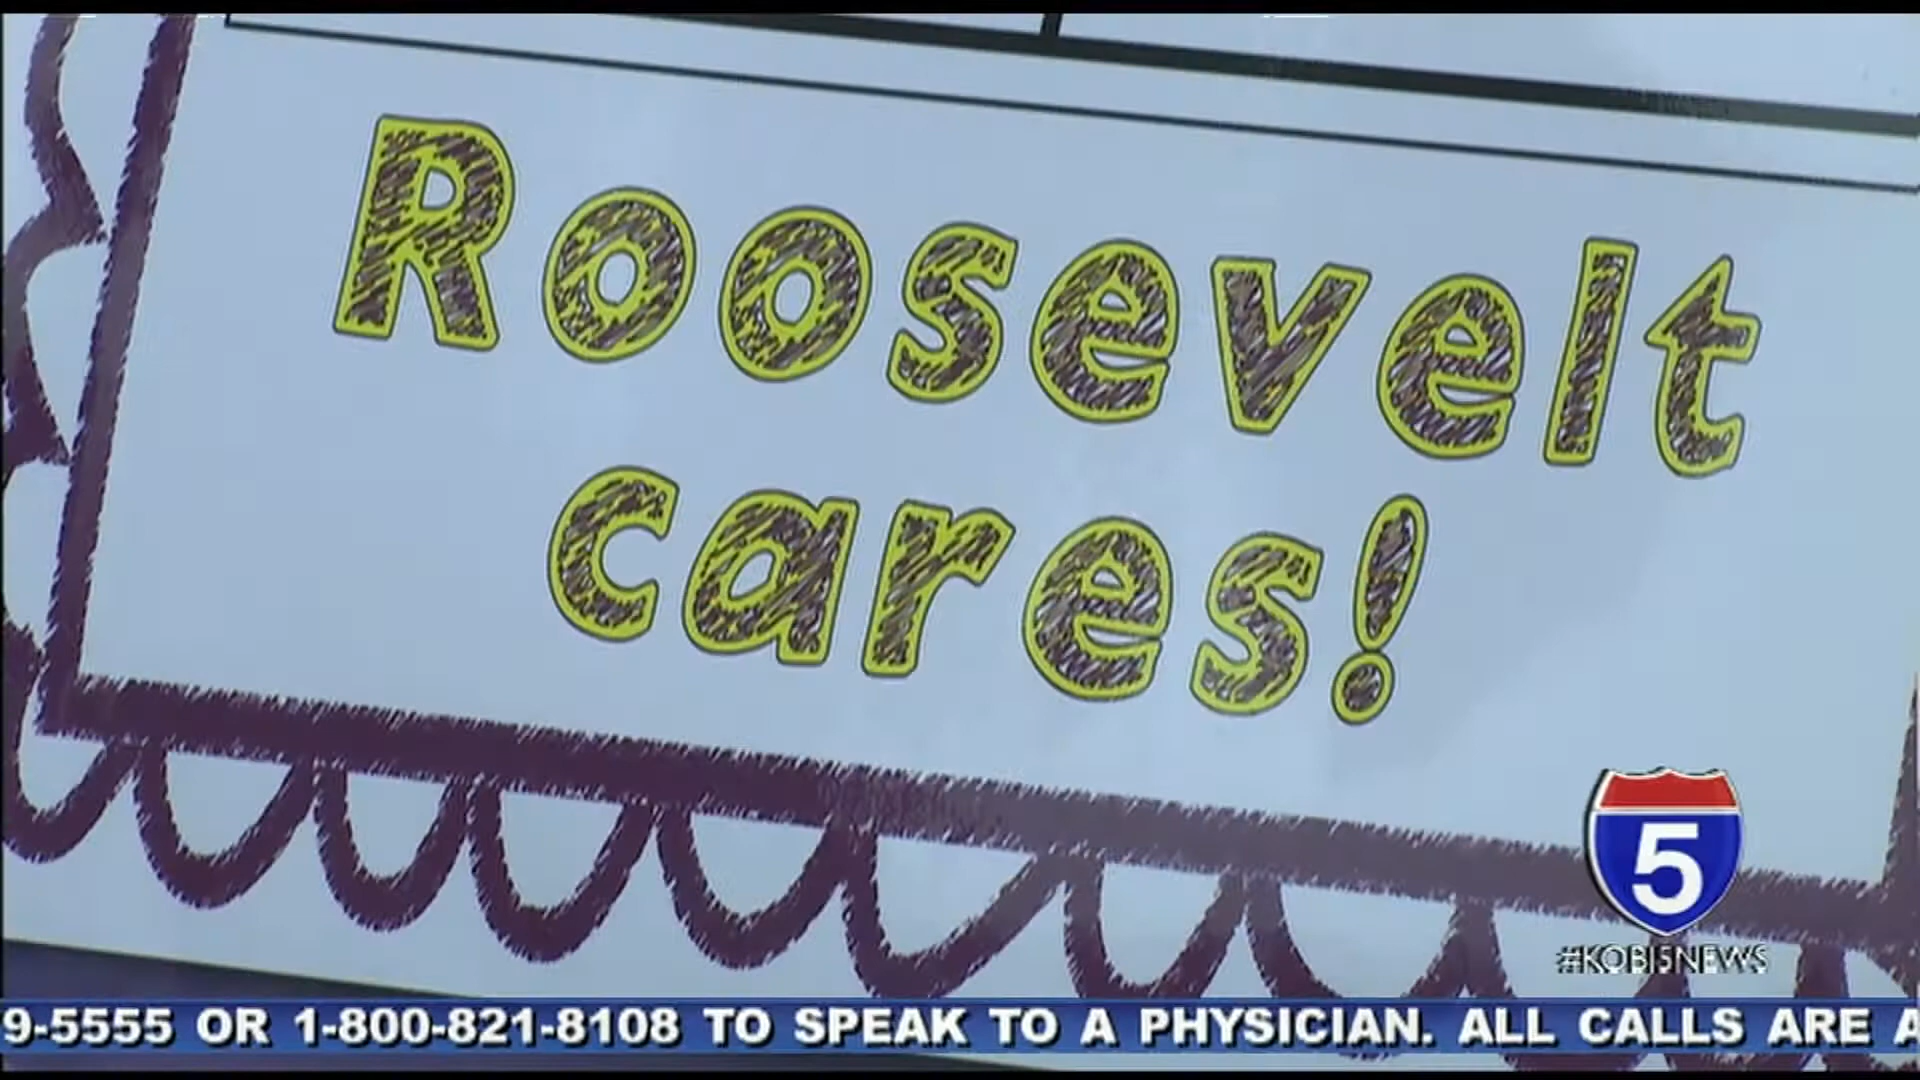 Roosevelt
cares!
5
#KOBI5NEWS
9-5555 OR 1-800-821-8108 TO SPEAK TO A PHYSICIAN. ALL CALLS ARE A